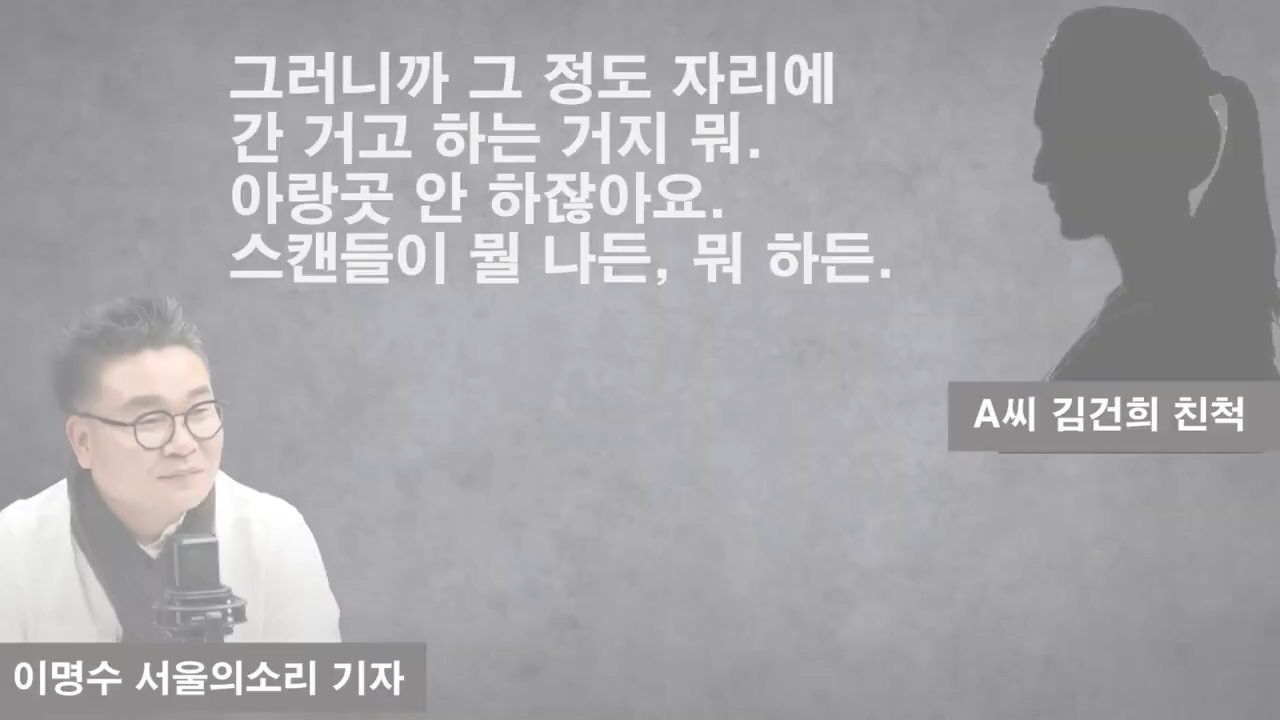 그러니까 그 정도 자리에
간 거고 하는 거지 뭐.
아랑곳 안 하잖아요.
스캔들이 뭘 나든, 뭐 하든.
A씨 김건희 친척
이명수 서울의소리 기자